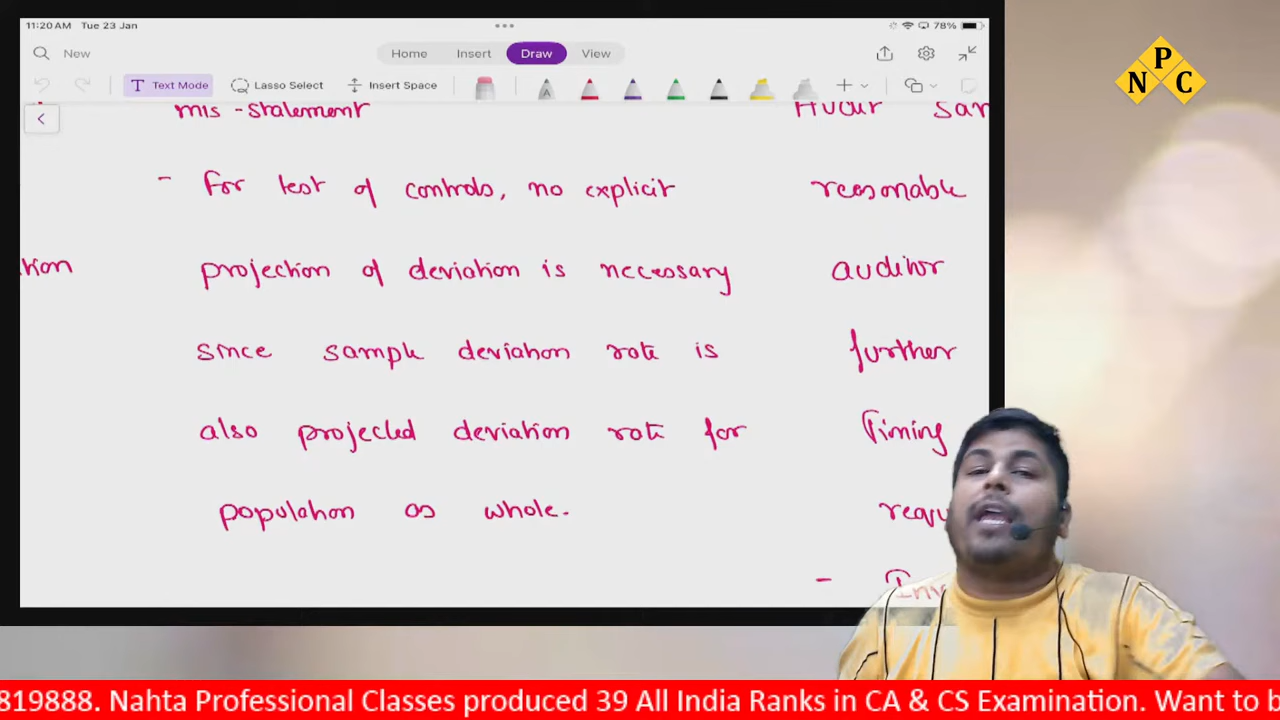 11:20 AM Tue 23 Jan
78%
New
Home Insert Draw View
Text Mode
Lasso Select
Insert Space
mis-statement
- For test of controls, no explicit
projection of deviation is necessary
since sample deviation rate is
also projected deviation rate for
population as whole.
reasonable
auditor
further
Timing
N P C
819888. Nahta Professional Classes produced 39 All India Ranks in CA & CS Examination. Want to b